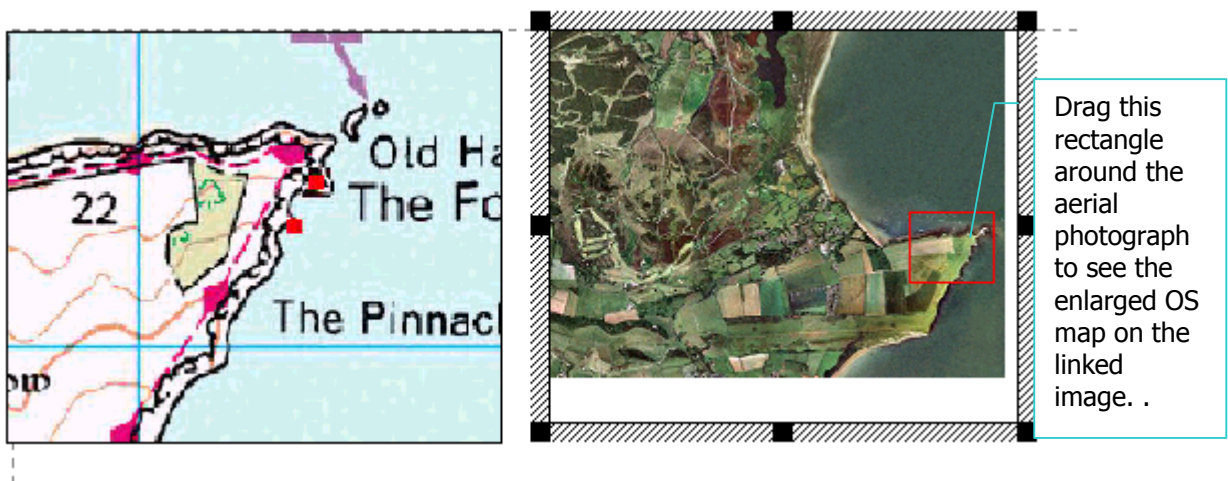 Old Ha
The Fo
22
The Pinnacl
Drag this
rectangle
around the
aerial
photograph
to see the
enlarged OS
map on the
linked
image. .